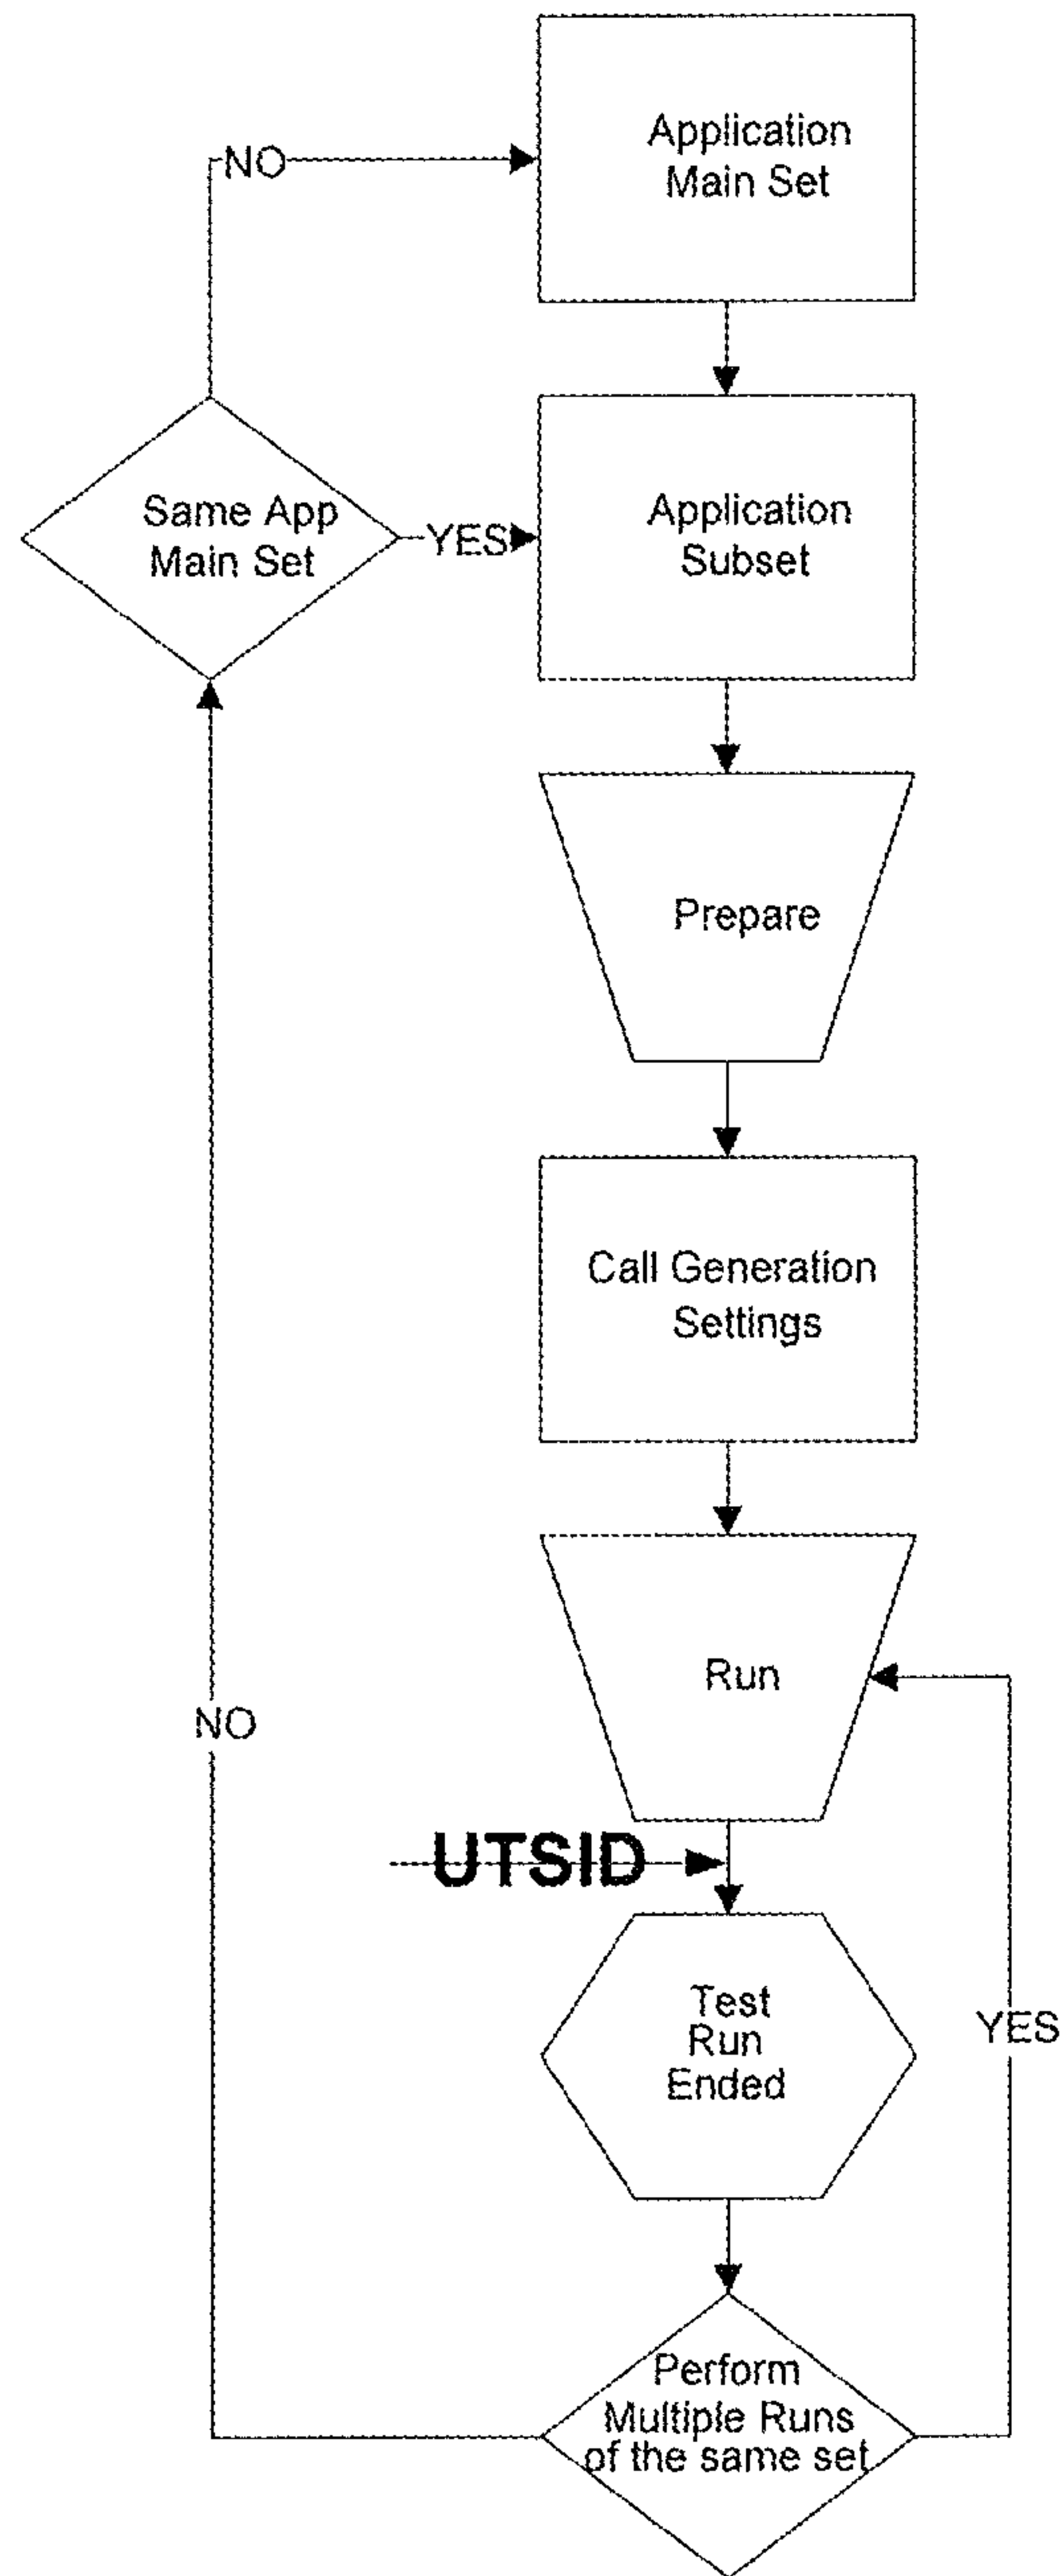 Application
Main Set
NO
Same App
Main Set
YES
Application
Subset
Prepare
Call Generation
Settings
Run
NO
UTSID
Test
Run
Ended
YES
Perform
Multiple Runs
of the same set